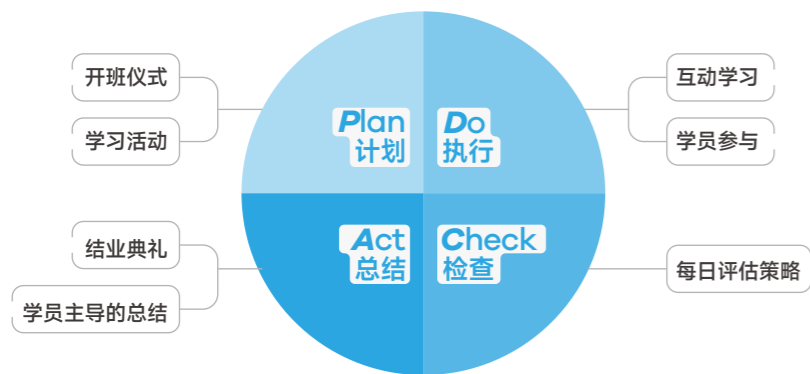 开班仪式
学习活动
Plan
计划
Do
执行
互动学习
学员参与
结业典礼
学员主导的总结
Act
总结
Check
检查
每日评估策略